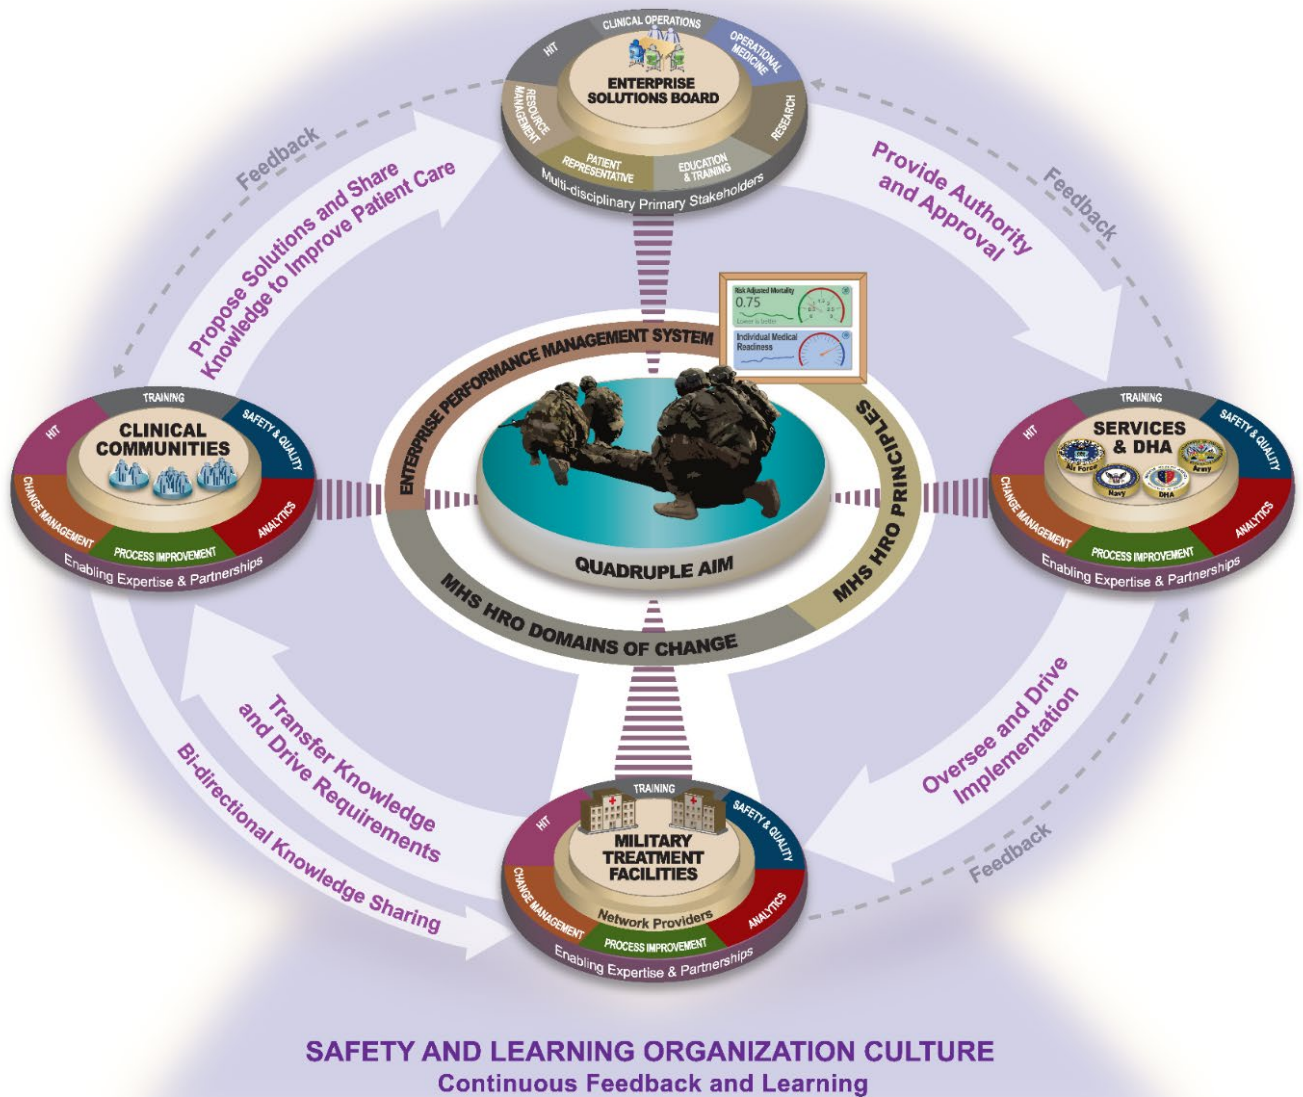 CLINICAL OPERATIONS
HIT
OPERATIONAL
MEDICINE
ENTERPRISE
SOLUTIONS BOARD
RESOURCE
MANAGEMENT
RESEARCH
PATIENT
REPRESENTATIVE
EDUCATION
& TRAINING
Multi-disciplinary Primary Stakeholders
Feedback
Propose Solutions and Share
Knowledge to Improve Patient Care
Provide Authority
and Approval
Feedback
Risk Adjusted Mortality
0.75
Lower is better
Individual Medical
Readiness
ENTERPRISE PERFORMANCE MANAGEMENT SYSTEM
MHS HRO PRINCIPLES
MHS HRO DOMAINS OF CHANGE
QUADRUPLE AIM
TRAINING
HIT
SAFETY & QUALITY
CLINICAL
COMMUNITIES
CHANGE MANAGEMENT
ANALYTICS
PROCESS IMPROVEMENT
Enabling Expertise & Partnerships
TRAINING
HIT
SAFETY & QUALITY
SERVICES
& DHA
Air Force
Army
Navy
DHA
CHANGE MANAGEMENT
ANALYTICS
PROCESS IMPROVEMENT
Enabling Expertise & Partnerships
Transfer Knowledge
and Drive Requirements
Bi-directional Knowledge Sharing
Oversee and Drive
Implementation
Feedback
TRAINING
HIT
SAFETY & QUALITY
MILITARY
TREATMENT
FACILITIES
Network Providers
CHANGE MANAGEMENT
ANALYTICS
PROCESS IMPROVEMENT
Enabling Expertise & Partnerships
SAFETY AND LEARNING ORGANIZATION CULTURE
Continuous Feedback and Learning